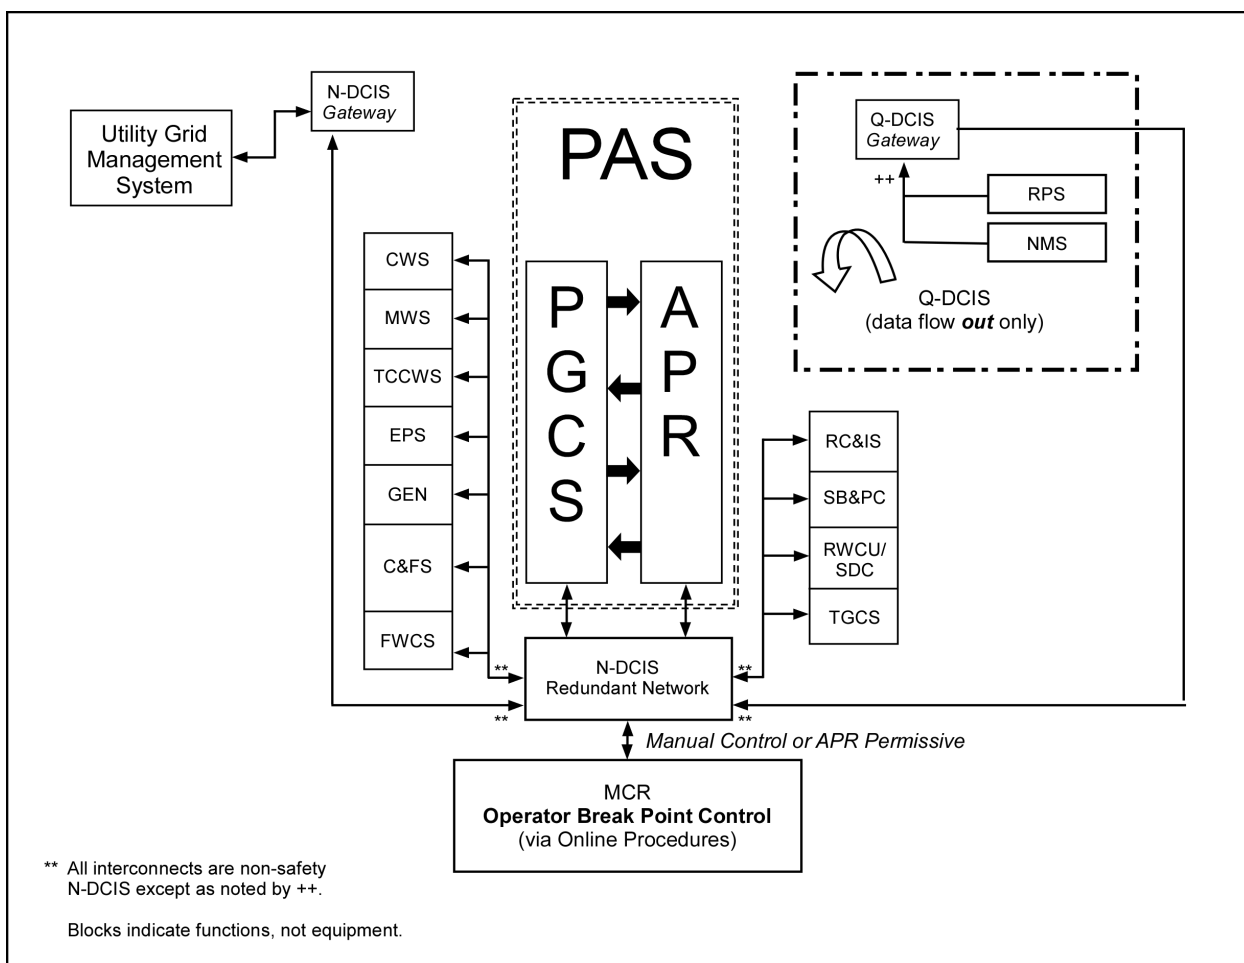 N-DCIS
Gateway
Utility Grid
Management
System
PAS
Q-DCIS
Gateway
++
RPS
NMS
Q-DCIS
(data flow out only)
CWS
MWS
TCCWS
EPS
GEN
C&FS
FWCS
P
G
C
S
A
P
R
RC&IS
SB&PC
RWCU/
SDC
TGCS
**
**
N-DCIS
Redundant Network
**
**
Manual Control or APR Permissive
MCR
Operator Break Point Control
(via Online Procedures)
** All interconnects are non-safety
N-DCIS except as noted by ++.
Blocks indicate functions, not equipment.